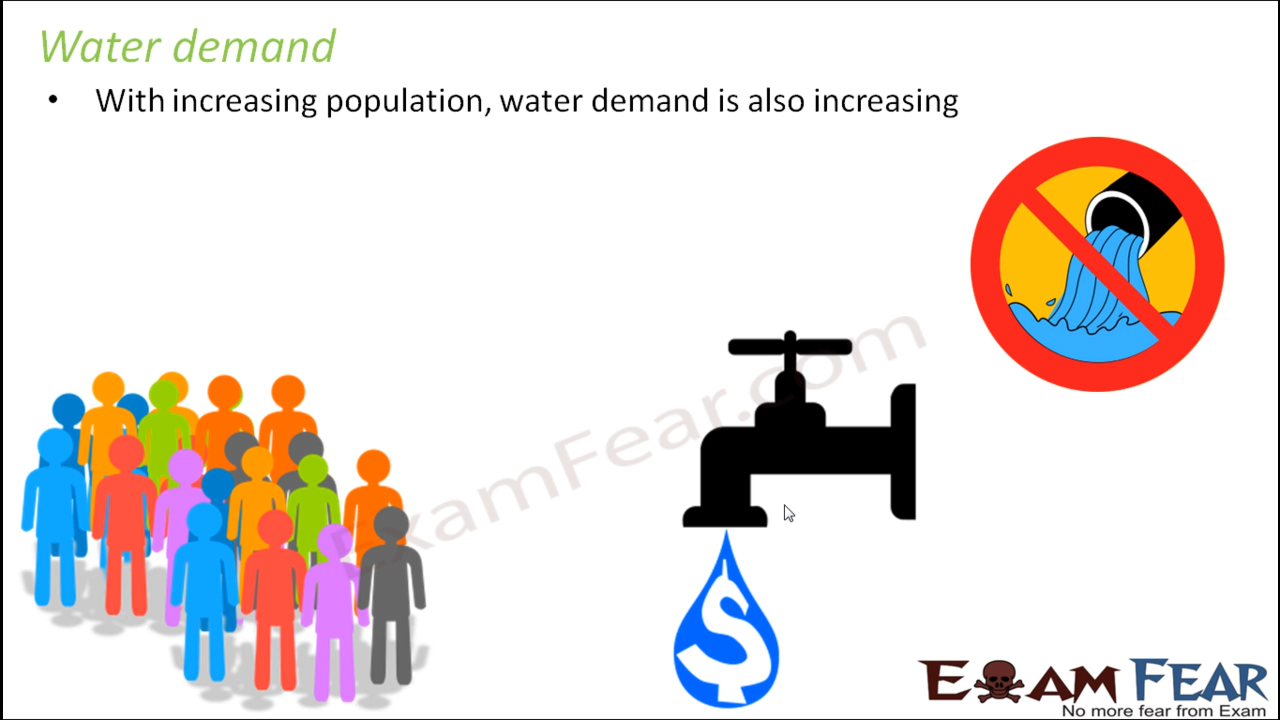 Water demand
• With increasing population, water demand is also increasing
ExamFear.com
$
EXAM FEAR
No more fear from Exam